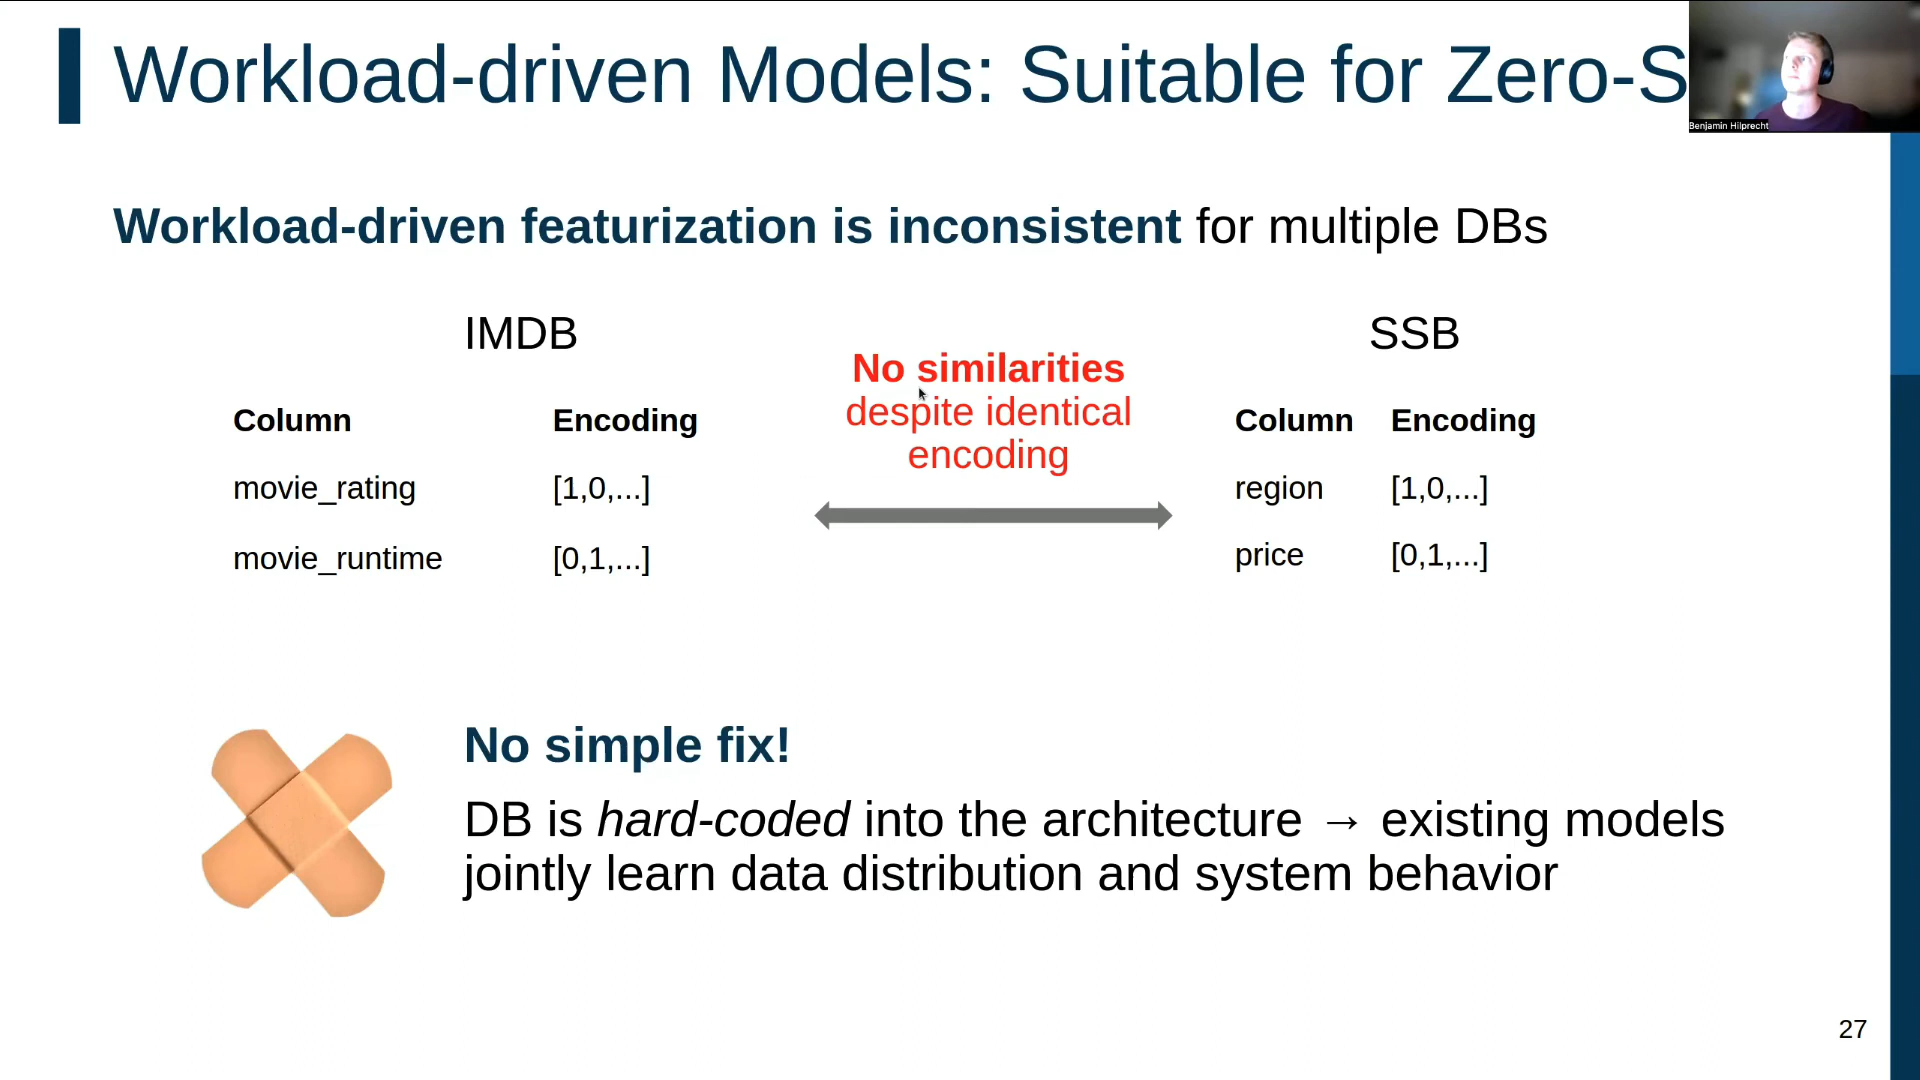 Workload-driven Models: Suitable for Zero-S
Benjamin Hilprecht
Workload-driven featurization is inconsistent for multiple DBs
IMDB
Column Encoding
movie_rating [1,0,...]
movie_runtime [0,1,...]
No similarities
despite identical
encoding
SSB
Column Encoding
region [1,0,...]
price [0,1,...]
No simple fix!
DB is hard-coded into the architecture → existing models
jointly learn data distribution and system behavior
27